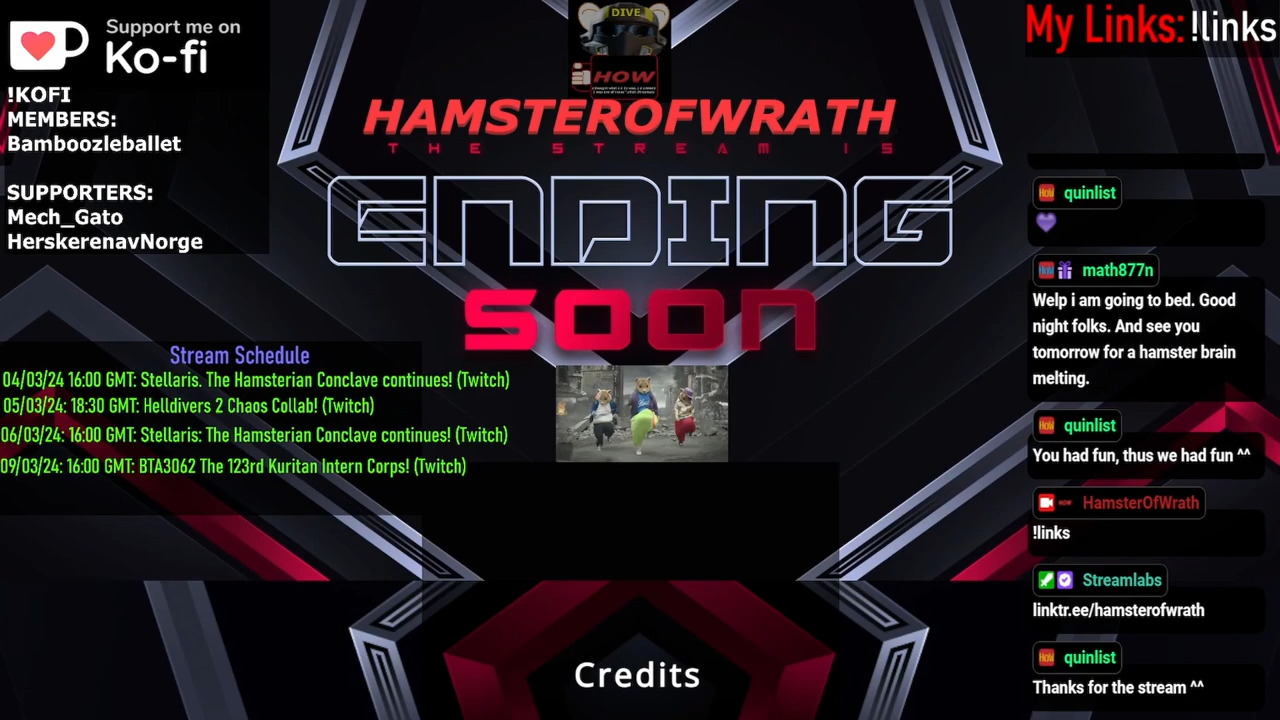 Support me on
Ko-fi
!KOFI
MEMBERS:
Bamboozleballet
SUPPORTERS:
Mech_Gato
HerskerenavNorge
DIVE
HOW
HAMSTEROFWRATH
THE STREAM IS
ENDING
SOON
Stream Schedule
04/03/24 16:00 GMT: Stellaris. The Hamsterian Conclave continues! (Twitch)
05/03/24: 18:30 GMT: Helldivers 2 Chaos Collab! (Twitch)
06/03/24: 16:00 GMT: Stellaris: The Hamsterian Conclave continues! (Twitch)
09/03/24: 16:00 GMT: BTA3062 The 123rd Kuritan Intern Corps! (Twitch)
Credits
My Links: !links
quinlist
math877n
Welp i am going to bed. Good
night folks. And see you
tomorrow for a hamster brain
melting.
quinlist
You had fun, thus we had fun ^^
HamsterOfWrath
!links
Streamlabs
linktr.ee/hamsterofwrath
quinlist
Thanks for the stream ^^